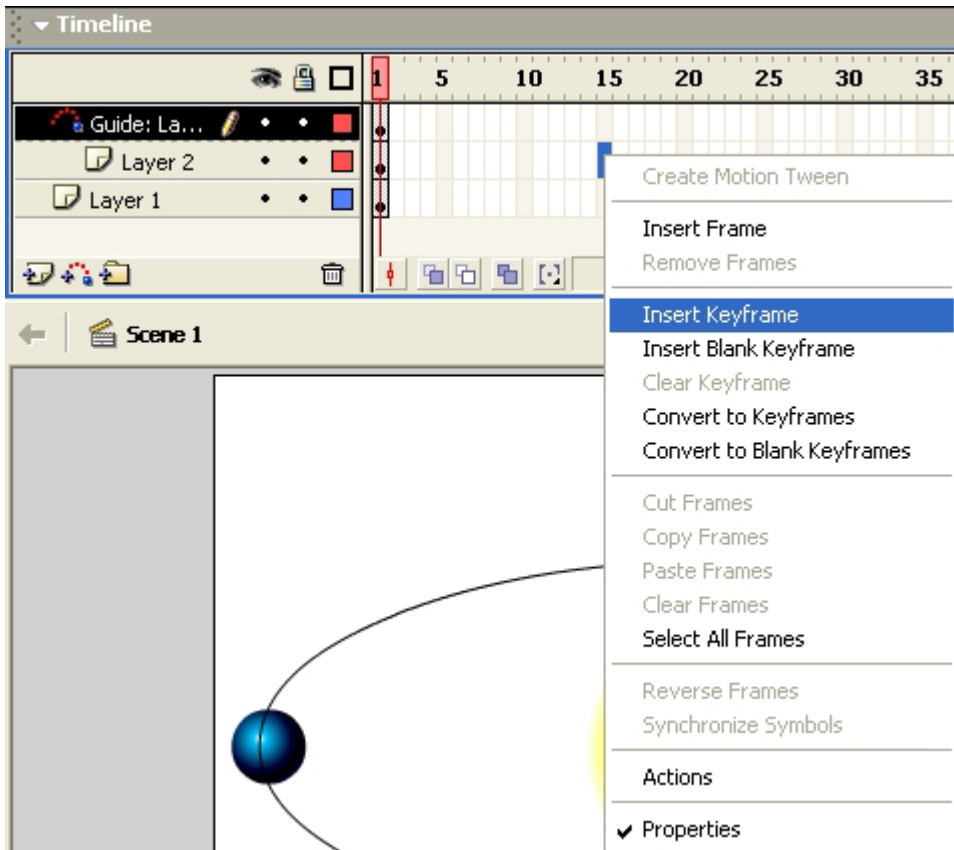 Timeline
1 5 10 15 20 25 30 35
Guide: La...
Layer 2
Layer 1
Scene 1
Create Motion Tween
Insert Frame
Remove Frames
Insert Keyframe
Insert Blank Keyframe
Clear Keyframe
Convert to Keyframes
Convert to Blank Keyframes
Cut Frames
Copy Frames
Paste Frames
Clear Frames
Select All Frames
Reverse Frames
Synchronize Symbols
Actions
Properties